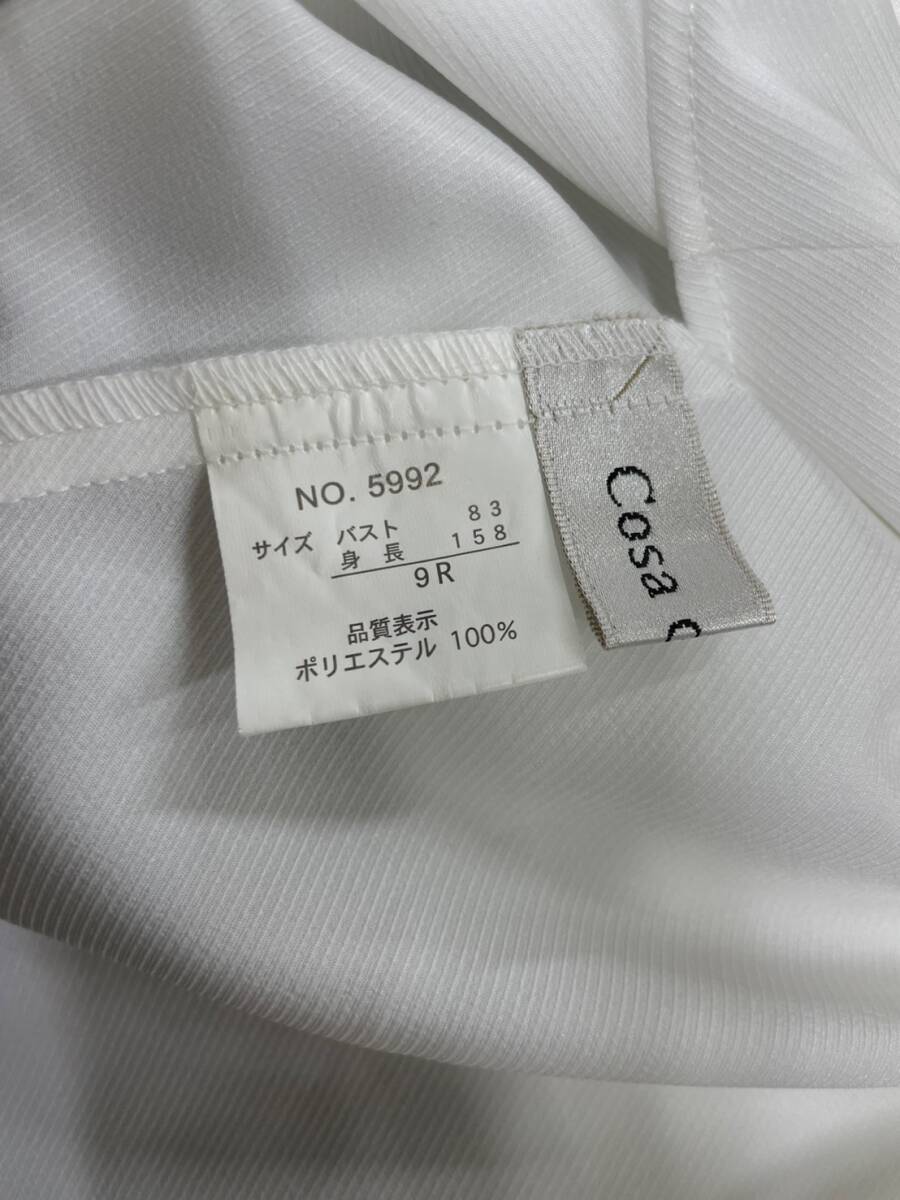 NO. 5992
サイズ バスト 83
身長 158
9R
品質表示
ポリエステル 100%
Cosa